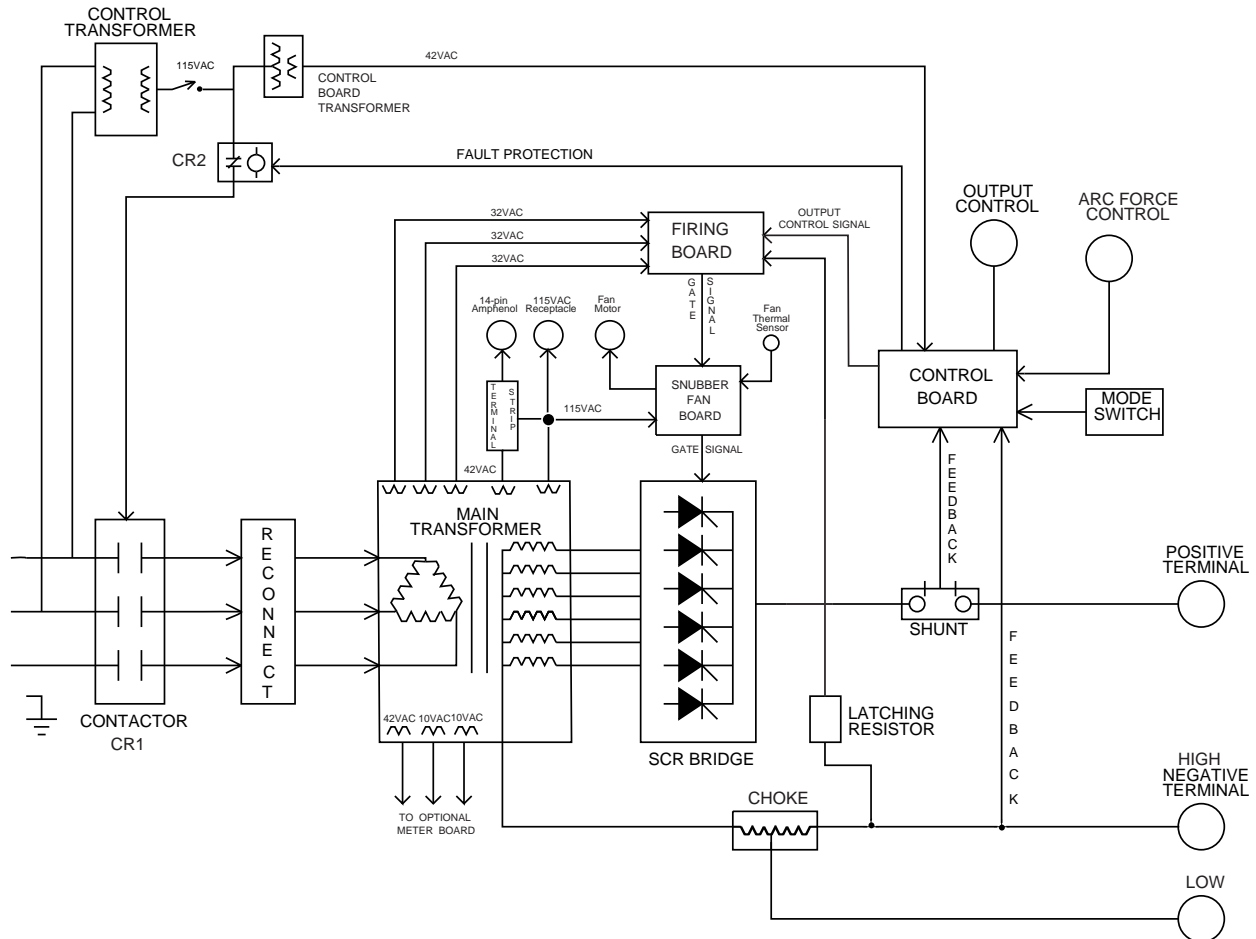 CONTROL
TRANSFORMER
115VAC
42VAC
CONTROL
BOARD
TRANSFORMER
CR2
FAULT PROTECTION
OUTPUT
CONTROL
ARC FORCE
CONTROL
32VAC
32VAC
32VAC
FIRING
BOARD
OUTPUT
CONTROL SIGNAL
GATE
SIGNAL
14-pin
Amphenol
115VAC
Receptacle
Fan
Motor
Fan
Thermal
Sensor
CONTROL
BOARD
MODE
SWITCH
TERMINAL
STRIP
115VAC
SNUBBER
FAN
BOARD
GATE SIGNAL
42VAC
FEEDBACK
MAIN
TRANSFORMER
RECONNECT
POSITIVE
TERMINAL
SHUNT
FEEDBACK
CONTACTOR
CR1
42VAC 10VAC 10VAC
LATCHING
RESISTOR
SCR BRIDGE
HIGH
NEGATIVE
TERMINAL
CHOKE
TO OPTIONAL
METER BOARD
LOW